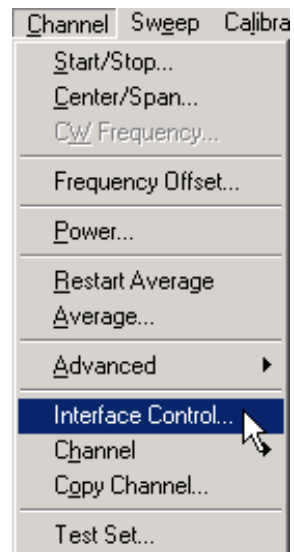 Channel Sweep Calibra
Start/Stop...
Center/Span...
CW Frequency...
Frequency Offset...
Power...
Restart Average
Average...
Advanced
Interface Control...
Channel
Copy Channel...
Test Set...